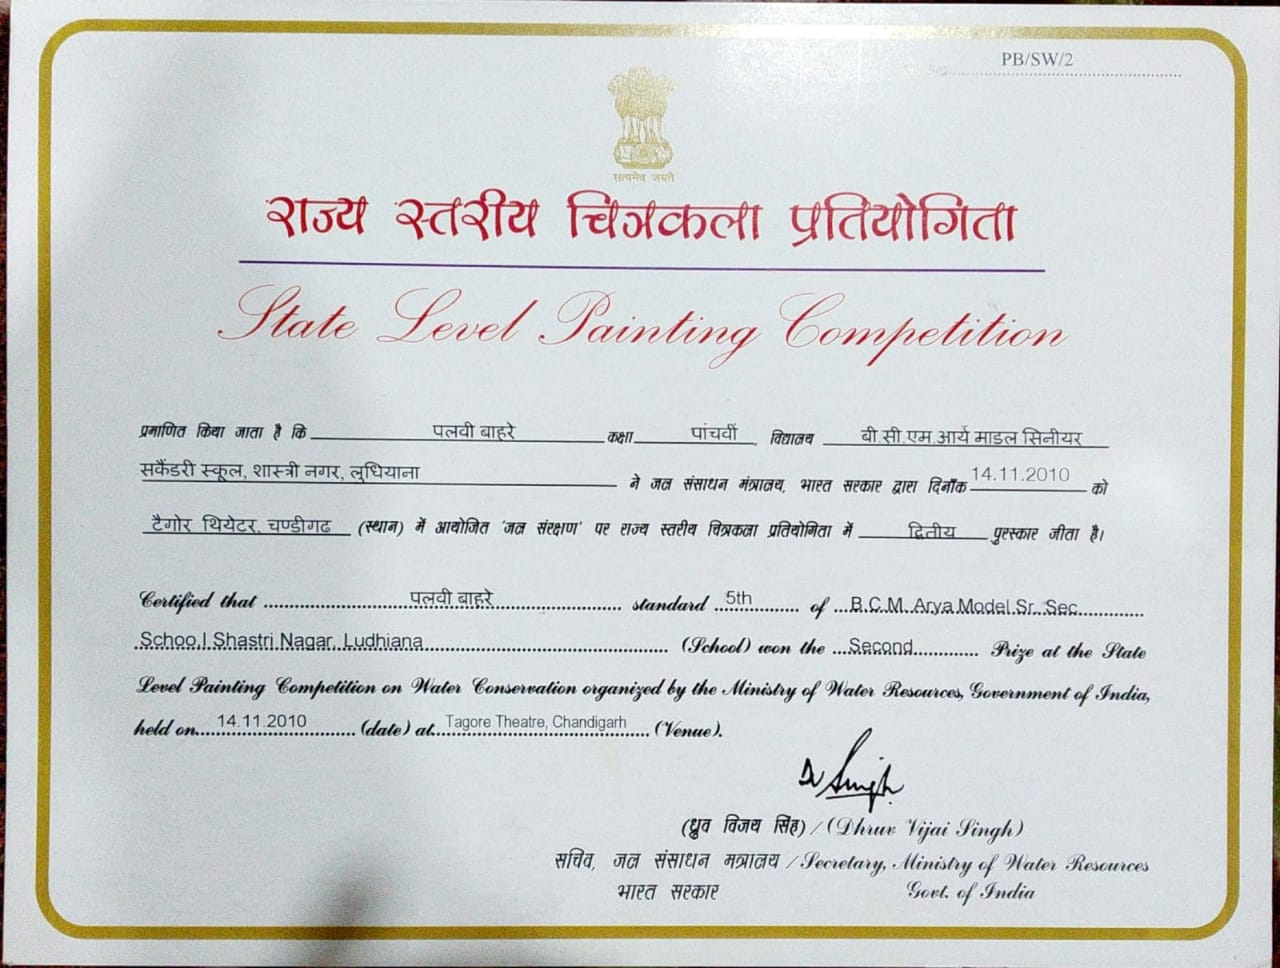 PB/SW/2
सत्यमेव जयते
राज्य स्तरीय चित्रकला प्रतियोगिता
State Level Painting Competition
प्रमाणित किया जाता है कि पलवी बाहरे कक्षा पांचवीं विद्यालय बी.सी.एम.आर्य माडल सिनीयर
सकैंडरी स्कूल, शास्त्री नगर, लुधियाना ने जल संसाधन मंत्रालय, भारत सरकार द्वारा दिनाँक 14.11.2010 को
टैगोर थियेटर, चण्डीगढ (स्थान) में आयोजित 'जल संरक्षण' पर राज्य स्तरीय चित्रकला प्रतियोगिता में द्वितीय पुरस्कार जीता है।
Certified that पलवी बाहरे standard 5th of B.C.M. Arya Model Sr. Sec.
Schoo,l Shastri Nagar, Ludhiana (School) won the Second Prize at the State
Level Painting Competition on Water Conservation organized by the Ministry of Water Resources, Government of India,
held on 14.11.2010 (date) at Tagore Theatre, Chandigarh (Venue).
DV Singh
(ध्रुव विजय सिंह) / (Dhruv Vijai Singh)
सचिव, जल संसाधन मंत्रालय / Secretary, Ministry of Water Resources
भारत सरकार Govt. of India